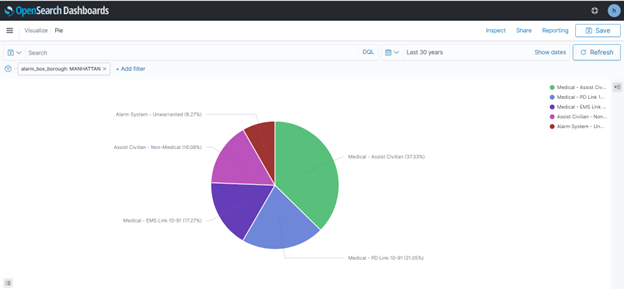 OpenSearch Dashboards
h
Visualize Pie
Inspect Share Reporting Save
Search DQL Last 30 years Show dates Refresh
alarm_box_borough: MANHATTAN × + Add filter
Medical - Assist Civ...
Medical - PD Link 1...
Medical - EMS Link ...
Assist Civilian - Non...
Alarm System - Un...
Alarm System - Unwarranted (8.27%)
Assist Civilian - Non-Medical (16.08%)
Medical - Assist Civilian (37.33%)
Medical - EMS Link 10-91 (17.27%)
Medical - PD Link 10-91 (21.05%)